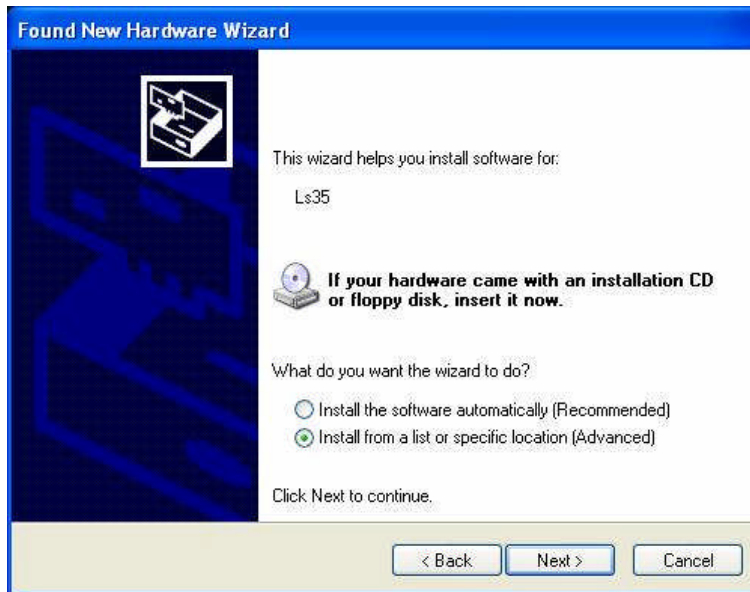 Found New Hardware Wizard
This wizard helps you install software for:
Ls35
If your hardware came with an installation CD
or floppy disk, insert it now.
What do you want the wizard to do?
Install the software automatically (Recommended)
Install from a list or specific location (Advanced)
Click Next to continue.
< Back Next > Cancel